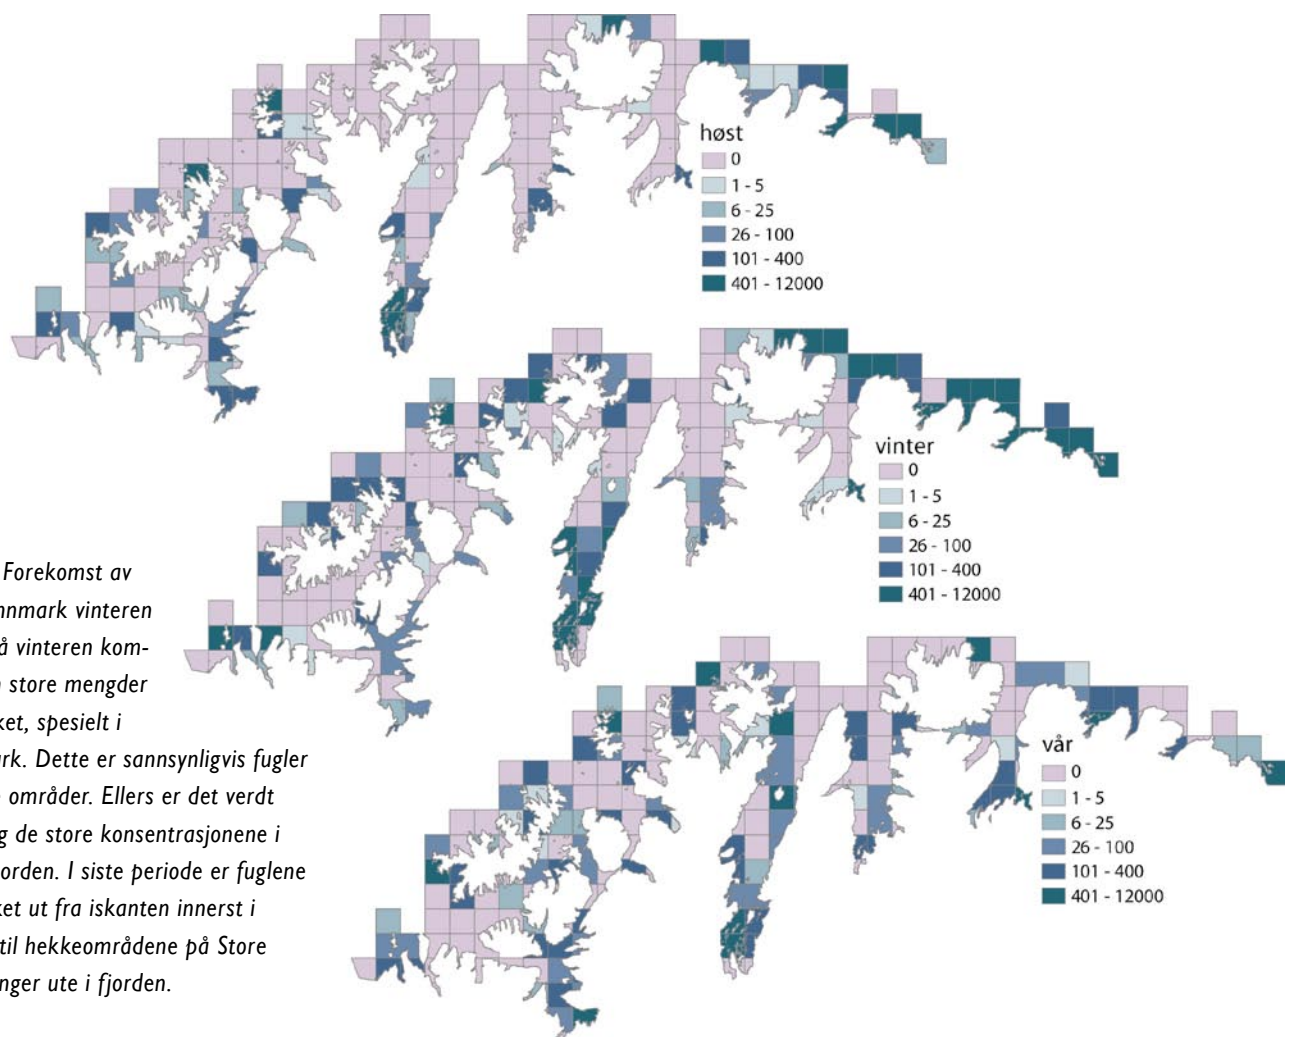 høst
0
1 - 5
6 - 25
26 - 100
101 - 400
401 - 12000
vinter
0
1 - 5
6 - 25
26 - 100
101 - 400
401 - 12000
vår
0
1 - 5
6 - 25
26 - 100
101 - 400
401 - 12000
Forekomst av
nnmark vinteren
å vinteren kom-
store mengder
ket, spesielt i
rk. Dette er sannsynligvis fugler
områder. Ellers er det verdt
g de store konsentrasjonene i
orden. I siste periode er fuglene
ket ut fra iskanten innerst i
til hekkeområdene på Store
nger ute i fjorden.